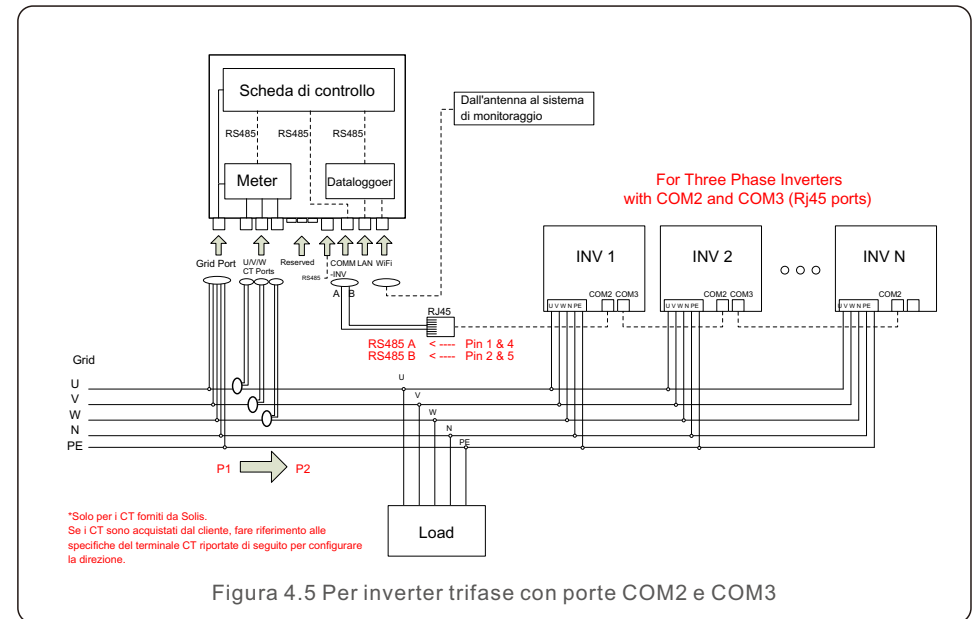 Scheda di controllo
RS485
RS485
RS485
Meter
Dataloggoer
Dall'antenna al sistema
di monitoraggio
For Three Phase Inverters
with COM2 and COM3 (Rj45 ports)
Grid Port
U/V/W
CT Ports
Reserved
RS485
COMM
-INV
LAN
WiFi
A B
RJ45
RS485 A < ---- Pin 1 & 4
RS485 B < ---- Pin 2 & 5
INV 1
COM2 COM3
U V W N PE
INV 2
COM2 COM3
U V W N PE
INV N
COM2
U V W N PE
Grid
U
V
W
N
PE
U
V
W
N
PE
P1
P2
Load
*Solo per i CT forniti da Solis.
Se i CT sono acquistati dal cliente, fare riferimento alle
specifiche del terminale CT riportate di seguito per configurare
la direzione.
Figura 4.5 Per inverter trifase con porte COM2 e COM3